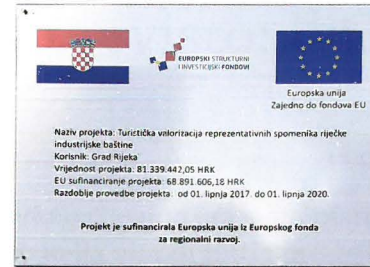 EUROPSKI STRUKTURNI
I INVESTICIJSKI FONDOVI
Europska unija
Zajedno do fondova EU
Naziv projekta: Turistička valorizacija reprezentativnih spomenika riječke
industrijske baštine
Korisnik: Grad Rijeka
Vrijednost projekta: 81.339.442,05 HRK
EU sufinanciranje projekta: 68.891.606,18 HRK
Razdoblje provedbe projekta: od 01. lipnja 2017. do 01. lipnja 2020.
Projekt je sufinancirala Europska unija iz Europskog fonda
za regionalni razvoj.